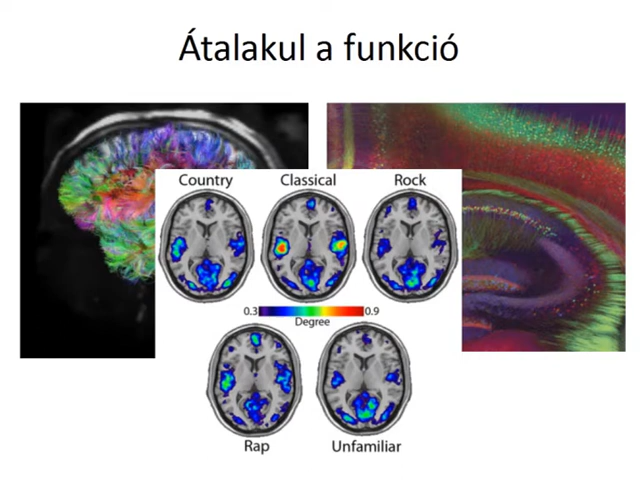 Átalakul a funkció
Country
Classical
Rock
0.3
0.9
Degree
Rap
Unfamiliar